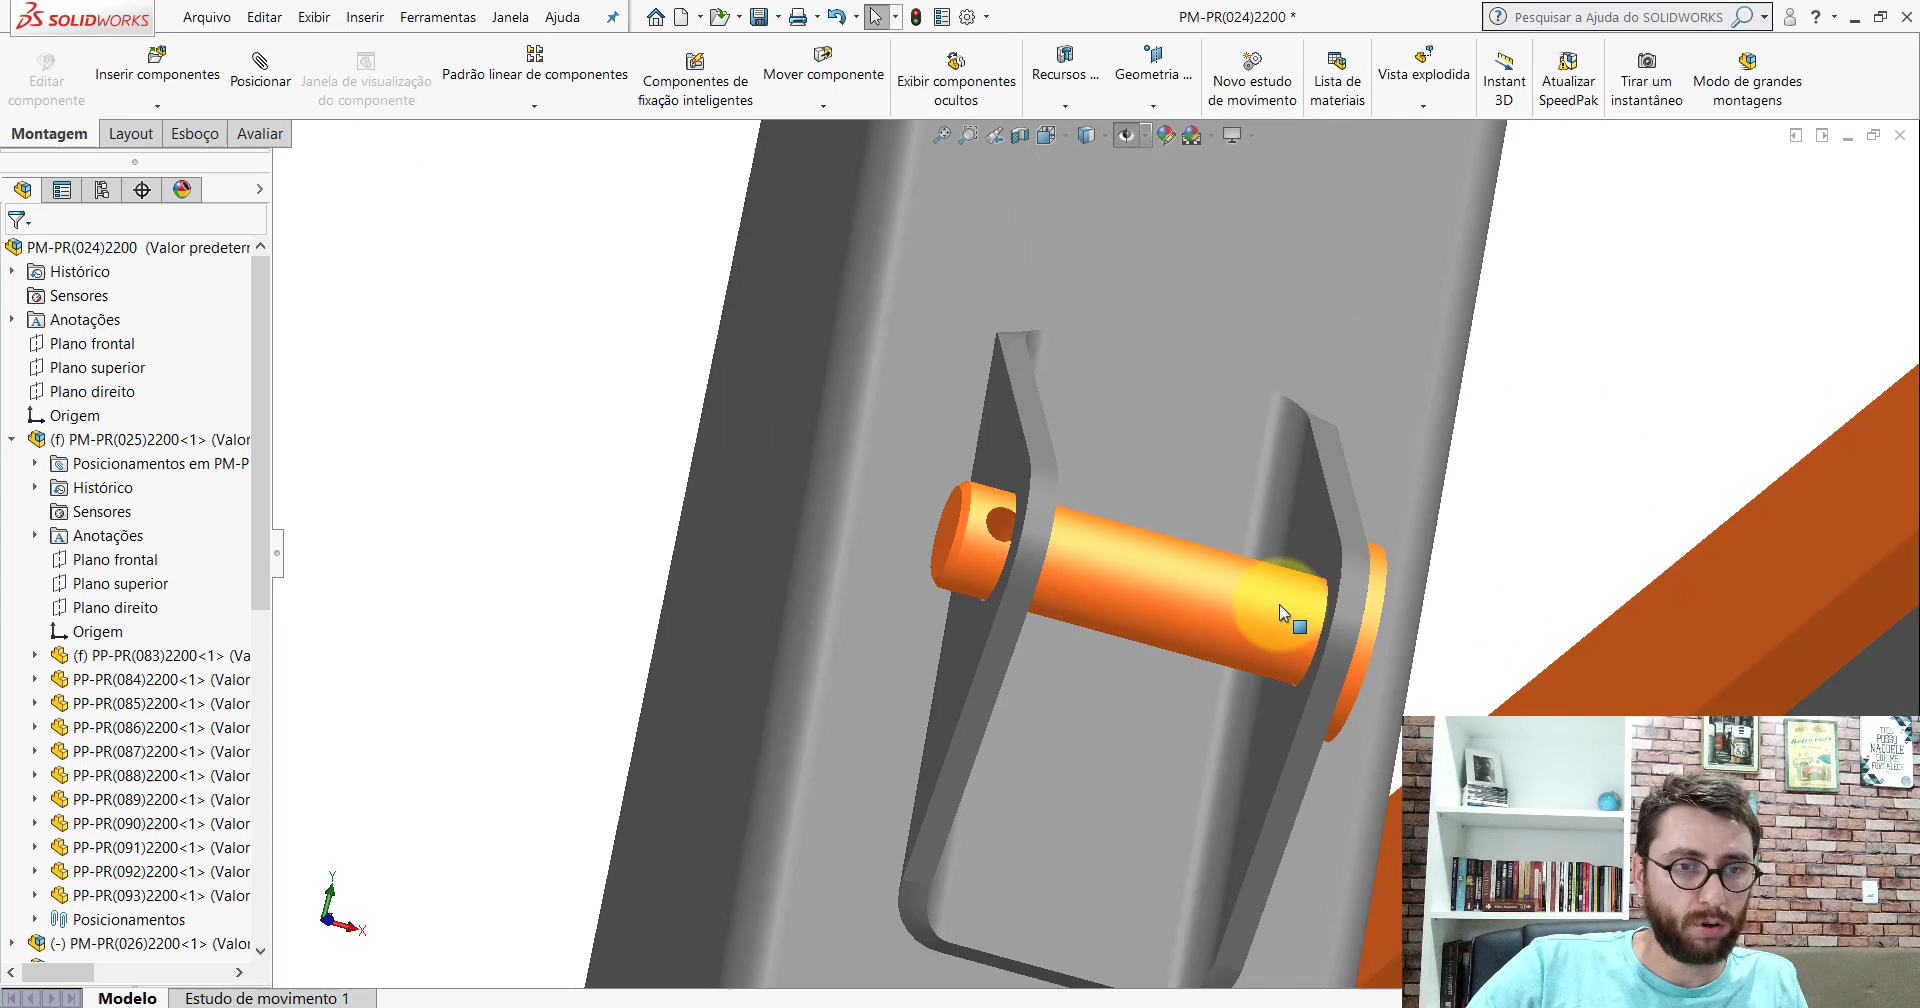 SOLIDWORKS
Arquivo Editar Exibir Inserir Ferramentas Janela Ajuda
PM-PR(024)2200 *
Pesquisar a Ajuda do SOLIDWORKS
Editar componente
Inserir componentes
Posicionar
Janela de visualização do componente
Padrão linear de componentes
Componentes de fixação inteligentes
Mover componente
Exibir componentes ocultos
Recursos ...
Geometria ...
Novo estudo de movimento
Lista de materiais
Vista explodida
Instant 3D
Atualizar SpeedPak
Tirar um instantâneo
Modo de grandes montagens
Montagem Layout Esboço Avaliar
PM-PR(024)2200 (Valor predeterr
Histórico
Sensores
Anotações
Plano frontal
Plano superior
Plano direito
Origem
(f) PM-PR(025)2200<1> (Valor
Posicionamentos em PM-P
Histórico
Sensores
Anotações
Plano frontal
Plano superior
Plano direito
Origem
(f) PP-PR(083)2200<1> (Va
PP-PR(084)2200<1> (Valor
PP-PR(085)2200<1> (Valor
PP-PR(086)2200<1> (Valor
PP-PR(087)2200<1> (Valor
PP-PR(088)2200<1> (Valor
PP-PR(089)2200<1> (Valor
PP-PR(090)2200<1> (Valor
PP-PR(091)2200<1> (Valor
PP-PR(092)2200<1> (Valor
PP-PR(093)2200<1> (Valor
Posicionamentos
(-) PM-PR(026)2200<1> (Valor
Y
X
TUDO
POSSO
NAQUELE
QUE ME
FORTALECE
Modelo Estudo de movimento 1